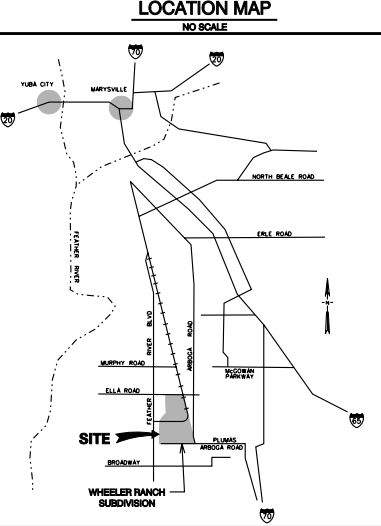 LOCATION MAP
NO SCALE
70
20
YUBA CITY
MARYSVILLE
20
NORTH BEALE ROAD
ERLE ROAD
FEATHER RIVER
FEATHER RIVER BLVD
ARBOGA ROAD
MURPHY ROAD
McGOWAN
PARKWAY
ELLA ROAD
65
SITE
PLUMAS
ARBOGA ROAD
BROADWAY
WHEELER RANCH
SUBDIVISION
70